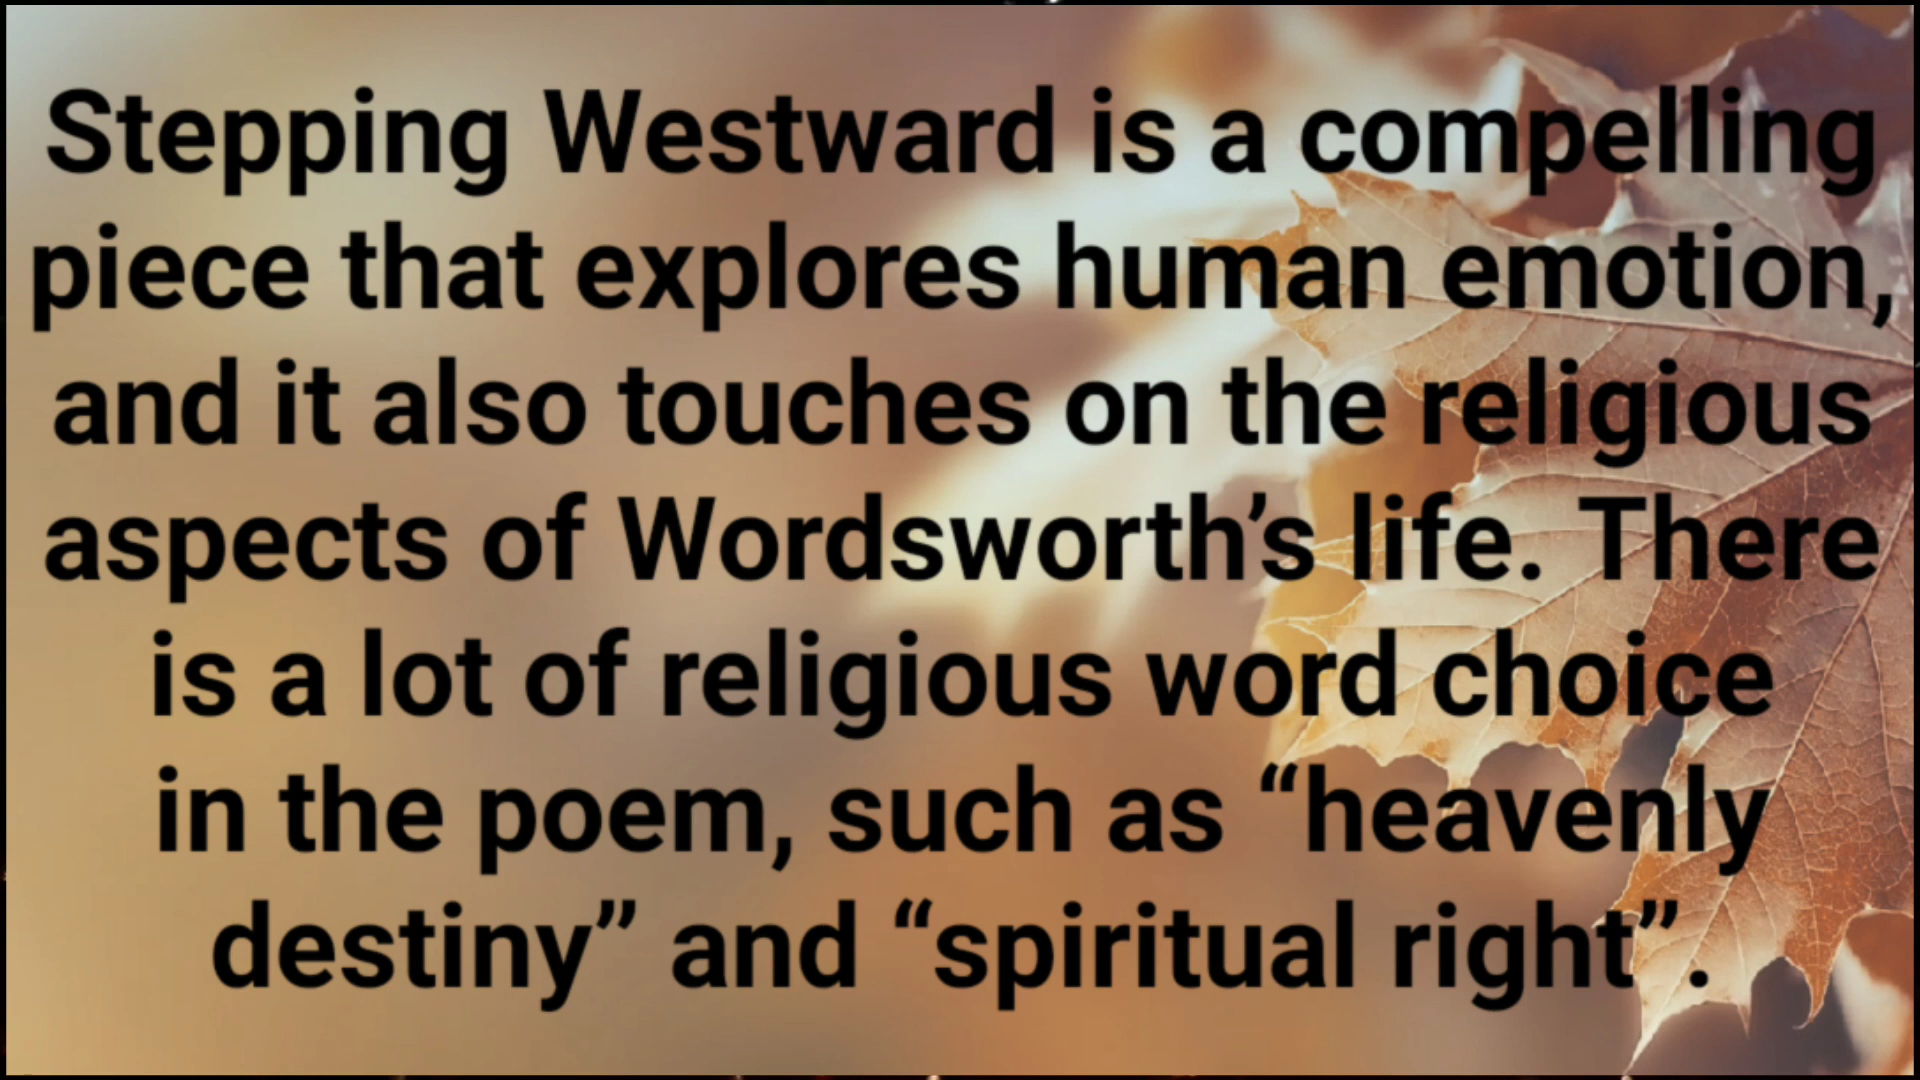 Stepping Westward is a compelling
piece that explores human emotion,
and it also touches on the religious
aspects of Wordsworth’s life. There
is a lot of religious word choice
in the poem, such as “heavenly
destiny” and “spiritual right”.